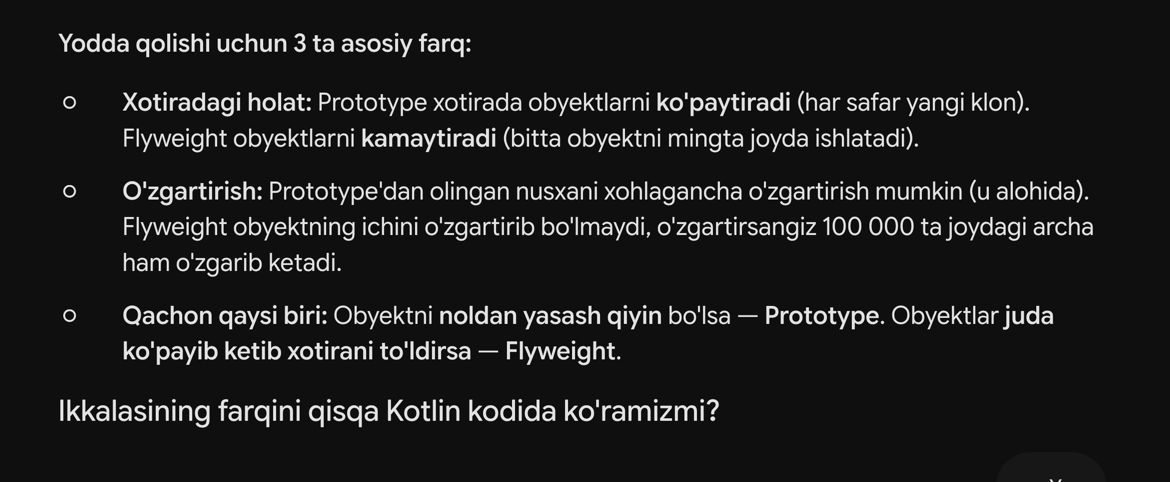 Yodda qolishi uchun 3 ta asosiy farq:
Xotiradagi holat: Prototype xotirada obyektlarni ko'paytiradi (har safar yangi klon).
Flyweight obyektlarni kamaytiradi (bitta obyektni mingta joyda ishlatadi).
O'zgartirish: Prototype'dan olingan nusxani xohlagancha o'zgartirish mumkin (u alohida).
Flyweight obyektning ichini o'zgartirib bo'lmaydi, o'zgartirsangiz 100 000 ta joydagi archa
ham o'zgarib ketadi.
Qachon qaysi biri: Obyektni noldan yasash qiyin bo'lsa — Prototype. Obyektlar juda
ko'payib ketib xotirani to'ldirsa — Flyweight.
Ikkalasining farqini qisqa Kotlin kodida ko'ramizmi?